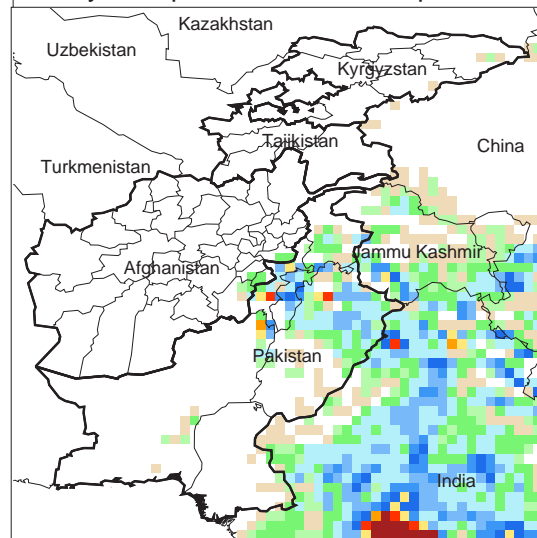 Kazakhstan
Uzbekistan
Kyrgyzstan
Tajikistan
China
Turkmenistan
Jammu Kashmir
Afghanistan
Pakistan
India